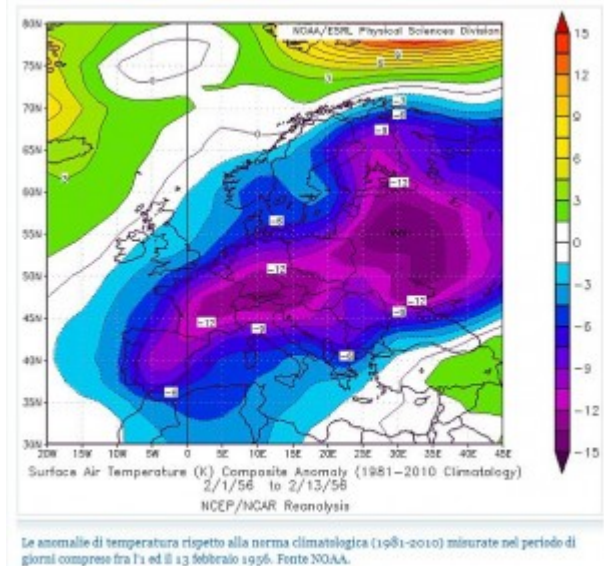 NOAA/ESRL Physical Sciences Division
80N
75N
70N
65N
60N
55N
50N
45N
40N
35N
30N
20W
15W
10W
5W
0
5E
10E
15E
20E
25E
30E
35E
40E
45E
15
12
9
6
3
0
-3
-6
-9
-12
-15
Surface Air Temperature (K) Composite Anomaly (1981-2010 Climatology)
2/1/56 to 2/13/56
NCEP/NCAR Reanalysis
Le anomalie di temperatura rispetto alla norma climatologica (1981-2010) misurate nel periodo di
giorni compreso fra l'1 ed il 13 febbraio 1956. Fonte NOAA.